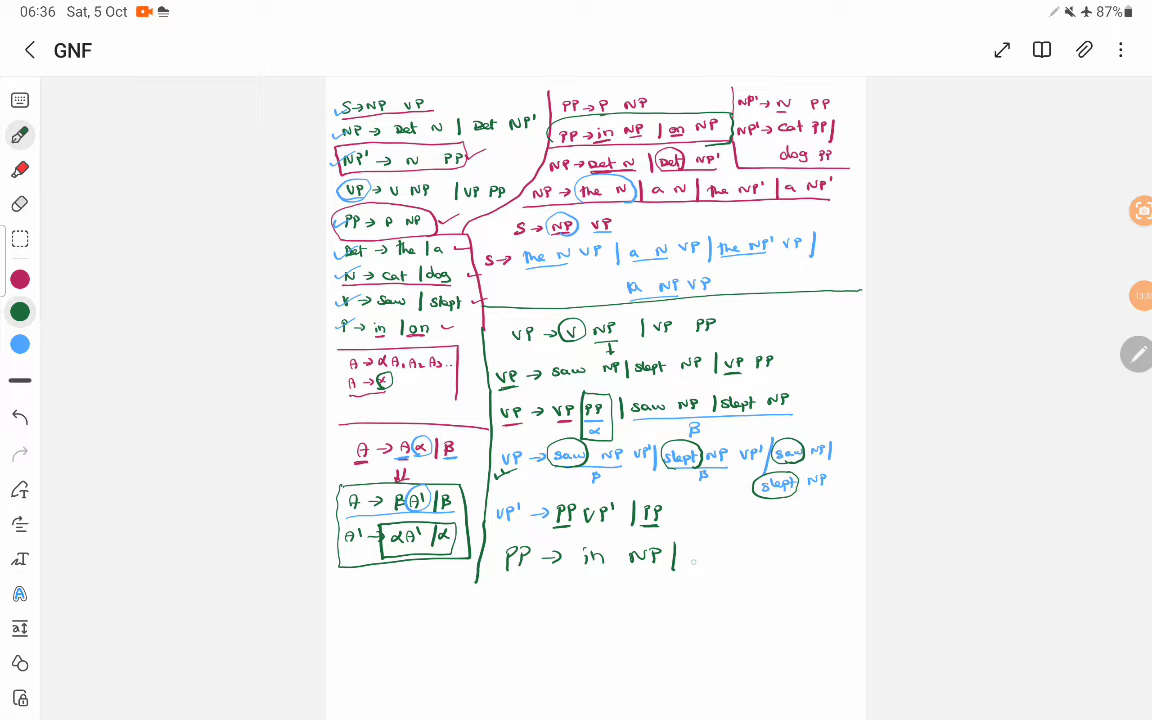 06:36 Sat, 5 Oct
87%
GNF
S → NP VP
NP → Det N | Det NP'
NP' → N PP
VP → V NP | VP PP
PP → P NP
Det → the | a
N → cat | dog
V → saw | slept
P → in | on
A → α A₁ A₂ A₃ ..
A → α
A → A α | β
A → β A' | β
A' → α A' | α
PP → P NP
PP → in NP | on NP
NP → Det N | Det NP'
NP → the N | a N | the NP' | a NP'
NP' → N PP
NP' → cat PP |
dog PP
S → NP VP
S → the N VP | a N VP | the NP' VP |
a NP VP
VP → V NP | VP PP
VP → saw NP | slept NP | VP PP
VP → VP PP | saw NP | slept NP
α β
VP → saw NP VP' | slept NP VP' / saw NP |
β β
slept NP
VP' → PP VP' | PP
PP → in NP |